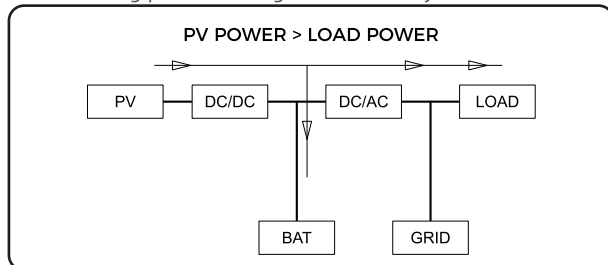 PV POWER > LOAD POWER
PV DC/DC DC/AC LOAD
BAT GRID